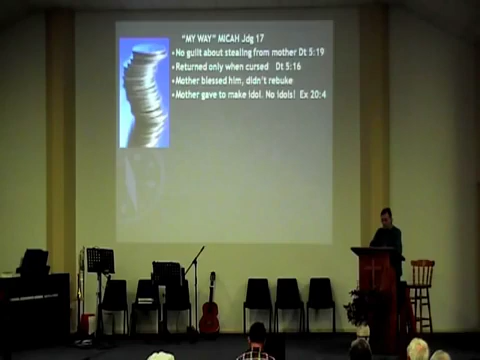 "MY WAY" MICAH Jdg 17
•No guilt about stealing from mother Dt 5:19
•Returned only when cursed Dt 5:16
•Mother blessed him, didn't rebuke
•Mother gave to make idol. No idols! Ex 20:4